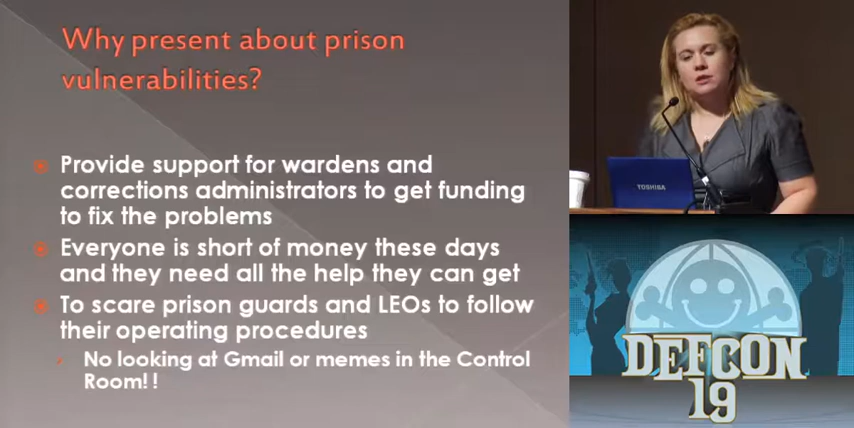 Why present about prison
vulnerabilities?
Provide support for wardens and
corrections administrators to get funding
to fix the problems
Everyone is short of money these days
and they need all the help they can get
To scare prison guards and LEOs to follow
their operating procedures
No looking at Gmail or memes in the Control
Room!!
TOSHIBA
DEFCON
19